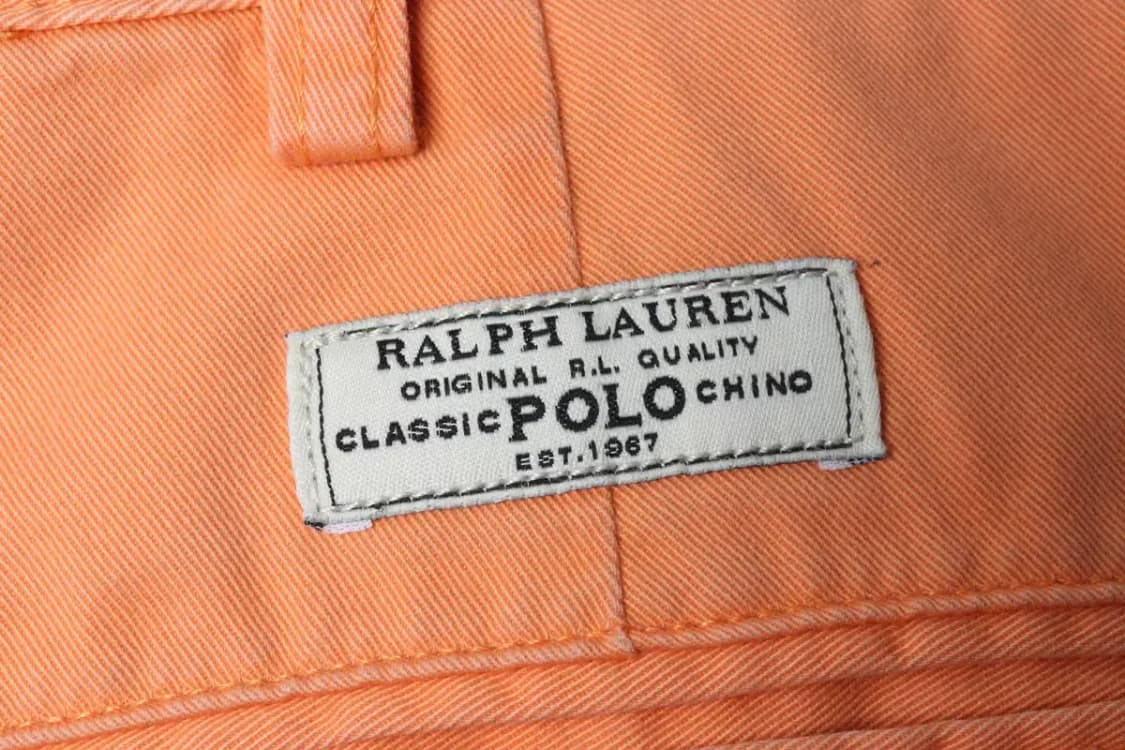 RALPH LAUREN
ORIGINAL R.L. QUALITY
CLASSIC POLO CHINO
EST.1967